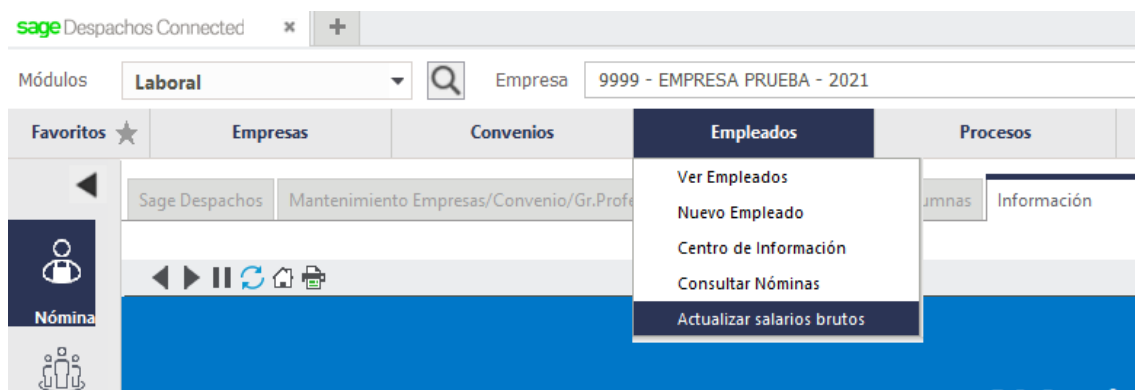 sage Despachos Connected
Módulos Laboral Empresa 9999 - EMPRESA PRUEBA - 2021
Favoritos Empresas Convenios Empleados Procesos
Sage Despachos Mantenimiento Empresas/Convenio/Gr.Profe Información
Ver Empleados
Nuevo Empleado
Centro de Información
Consultar Nóminas
Actualizar salarios brutos
Nómina